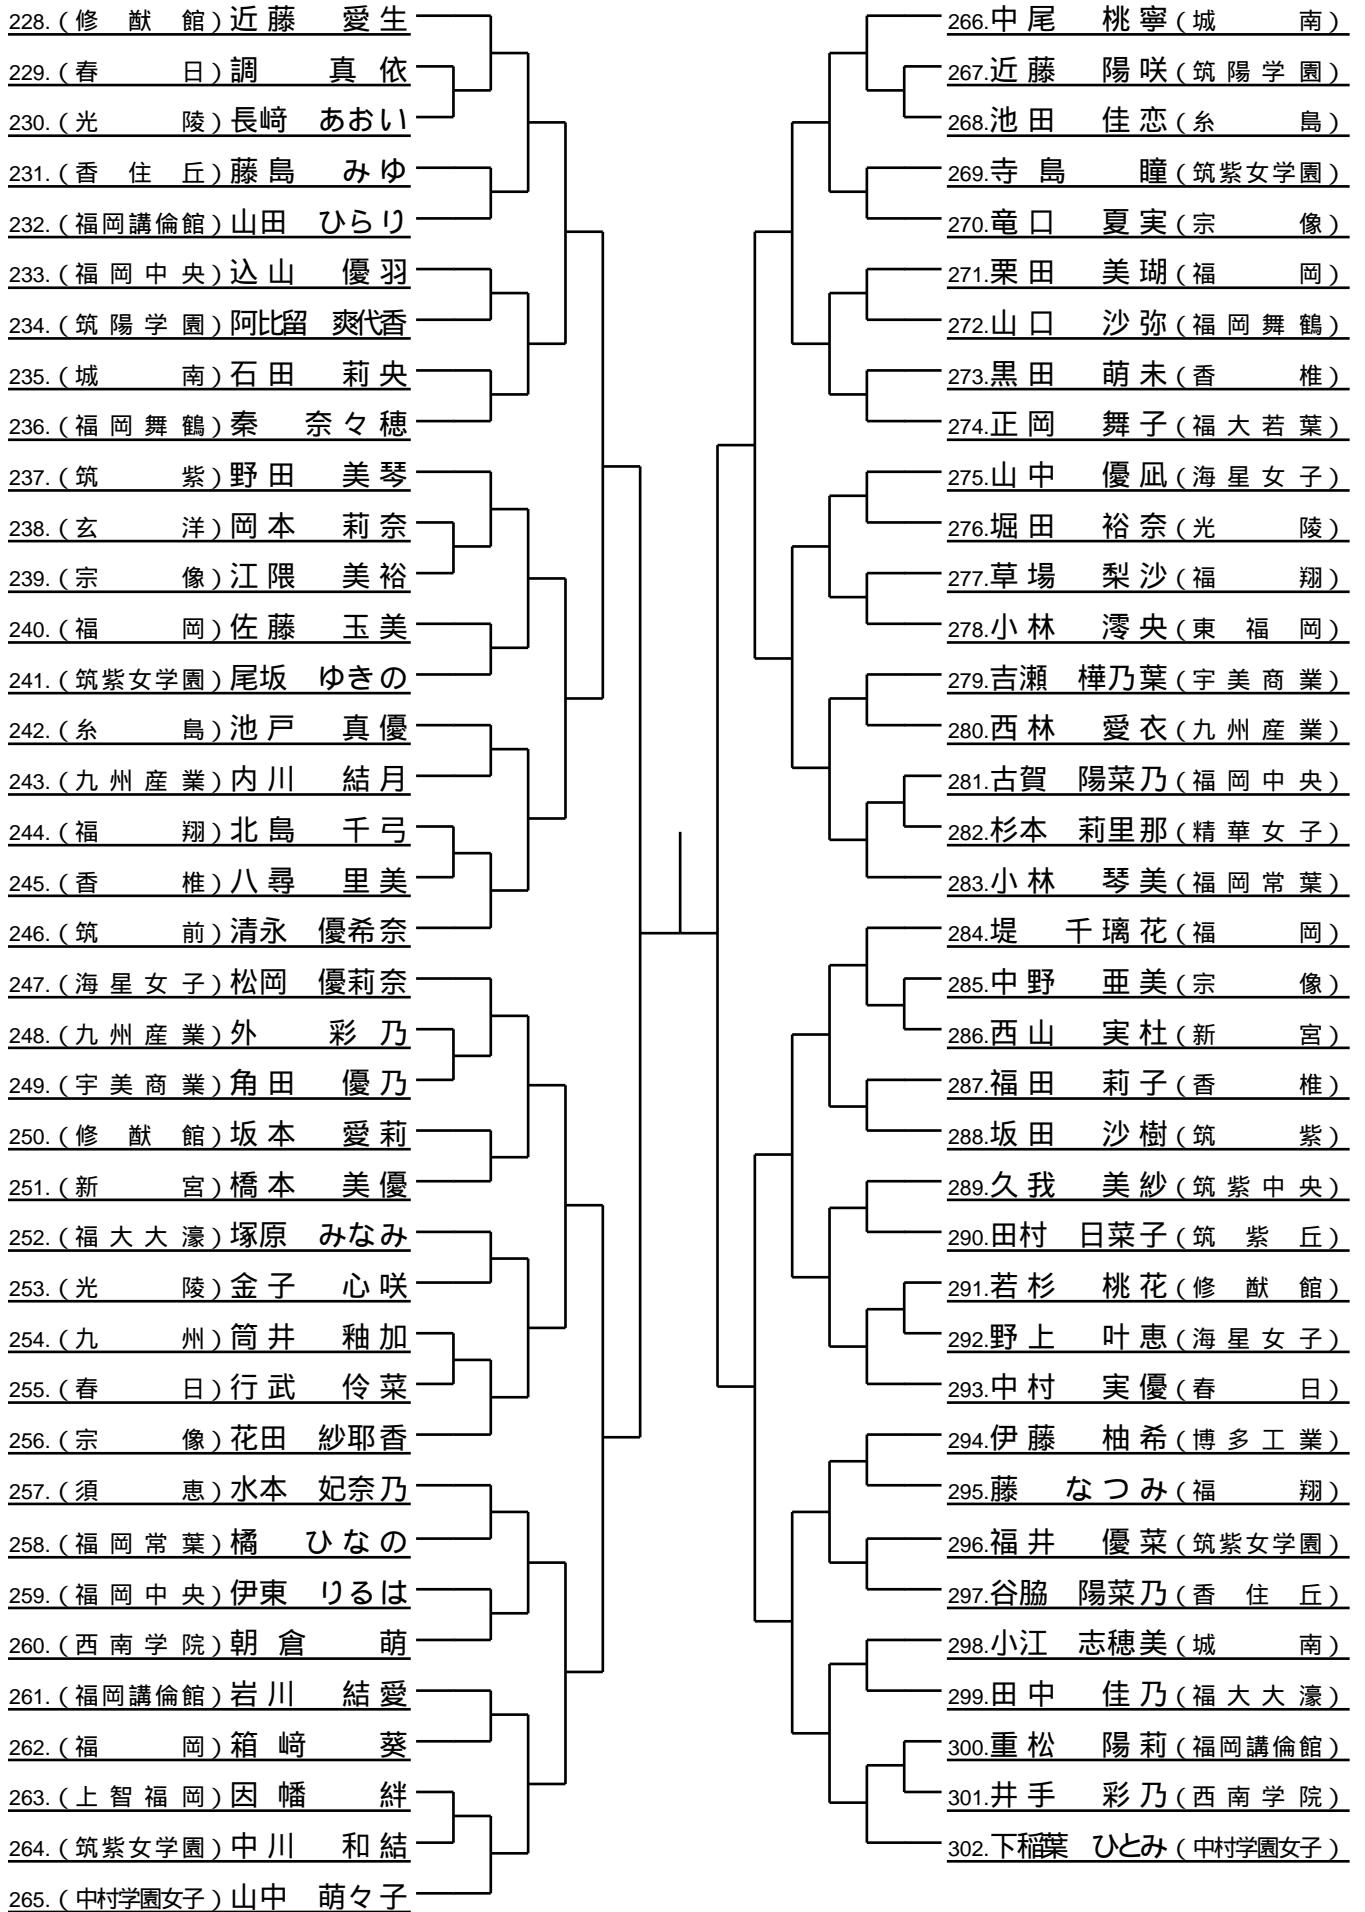 228.(修猷館)近藤 愛生
229.(春日)調 真依
230.(光陵)長﨑 あおい
231.(香住丘)藤島 みゆ
232.(福岡講倫館)山田 ひらり
233.(福岡中央)込山 優羽
234.(筑陽学園)阿比留 爽代香
235.(城南)石田 莉央
236.(福岡舞鶴)秦 奈々穂
237.(筑紫)野田 美琴
238.(玄洋)岡本 莉奈
239.(宗像)江隈 美裕
240.(福岡)佐藤 玉美
241.(筑紫女学園)尾坂 ゆきの
242.(糸島)池戸 真優
243.(九州産業)内川 結月
244.(福翔)北島 千弓
245.(香椎)八尋 里美
246.(筑前)清永 優希奈
247.(海星女子)松岡 優莉奈
248.(九州産業)外 彩乃
249.(宇美商業)角田 優乃
250.(修猷館)坂本 愛莉
251.(新宮)橋本 美優
252.(福大大濠)塚原 みなみ
253.(光陵)金子 心咲
254.(九州)筒井 釉加
255.(春日)行武 伶菜
256.(宗像)花田 紗耶香
257.(須恵)水本 妃奈乃
258.(福岡常葉)橘 ひなの
259.(福岡中央)伊東 りるは
260.(西南学院)朝倉 萌
261.(福岡講倫館)岩川 結愛
262.(福岡)箱﨑 葵
263.(上智福岡)因幡 絆
264.(筑紫女学園)中川 和結
265.(中村学園女子)山中 萌々子
266.中尾 桃寧(城南)
267.近藤 陽咲(筑陽学園)
268.池田 佳恋(糸島)
269.寺島 瞳(筑紫女学園)
270.竜口 夏実(宗像)
271.栗田 美瑚(福岡)
272.山口 沙弥(福岡舞鶴)
273.黒田 萌未(香椎)
274.正岡 舞子(福大若葉)
275.山中 優凪(海星女子)
276.堀田 裕奈(光陵)
277.草場 梨沙(福翔)
278.小林 澪央(東福岡)
279.吉瀬 樺乃葉(宇美商業)
280.西林 愛衣(九州産業)
281.古賀 陽菜乃(福岡中央)
282.杉本 莉里那(精華女子)
283.小林 琴美(福岡常葉)
284.堤 千璃花(福岡)
285.中野 亜美(宗像)
286.西山 実杜(新宮)
287.福田 莉子(香椎)
288.坂田 沙樹(筑紫)
289.久我 美紗(筑紫中央)
290.田村 日菜子(筑紫丘)
291.若杉 桃花(修猷館)
292.野上 叶恵(海星女子)
293.中村 実優(春日)
294.伊藤 柚希(博多工業)
295.藤 なつみ(福翔)
296.福井 優菜(筑紫女学園)
297.谷脇 陽菜乃(香住丘)
298.小江 志穂美(城南)
299.田中 佳乃(福大大濠)
300.重松 陽莉(福岡講倫館)
301.井手 彩乃(西南学院)
302.下稲葉 ひとみ(中村学園女子)